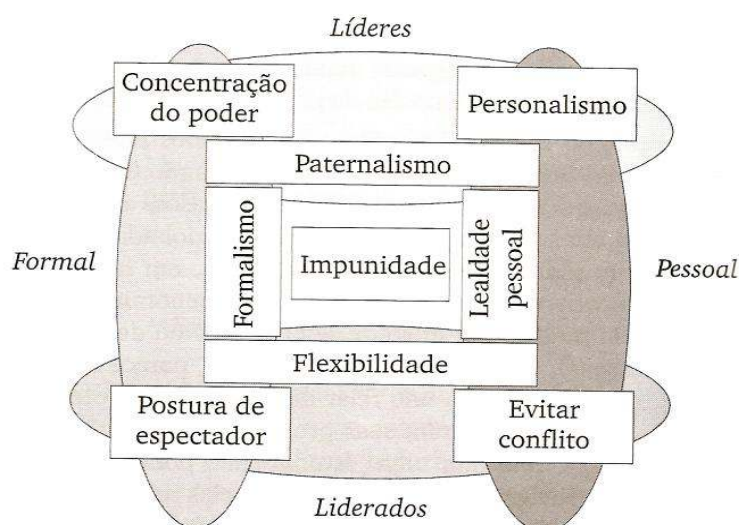 Líderes
Concentração
do poder
Personalismo
Paternalismo
Formal
Formalismo
Impunidade
Lealdade
pessoal
Pessoal
Flexibilidade
Postura de
espectador
Evitar
conflito
Liderados